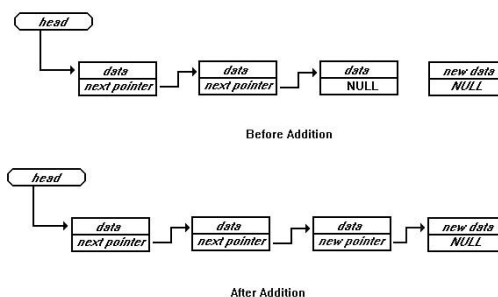 head
data data data new data
next pointer next pointer NULL NULL
Before Addition
head
data data data new data
next pointer next pointer new pointer NULL
After Addition